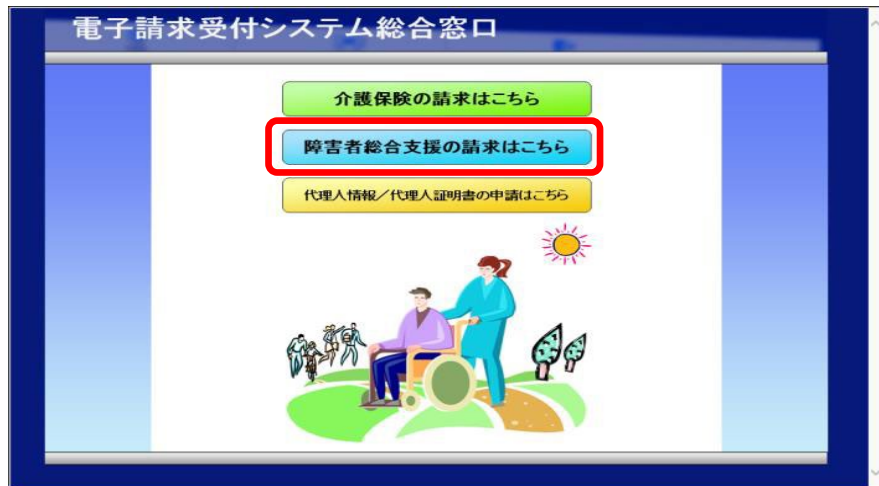 電子請求受付システム総合窓口
介護保険の請求はこちら
障害者総合支援の請求はこちら
代理人情報／代理人証明書の申請はこちら